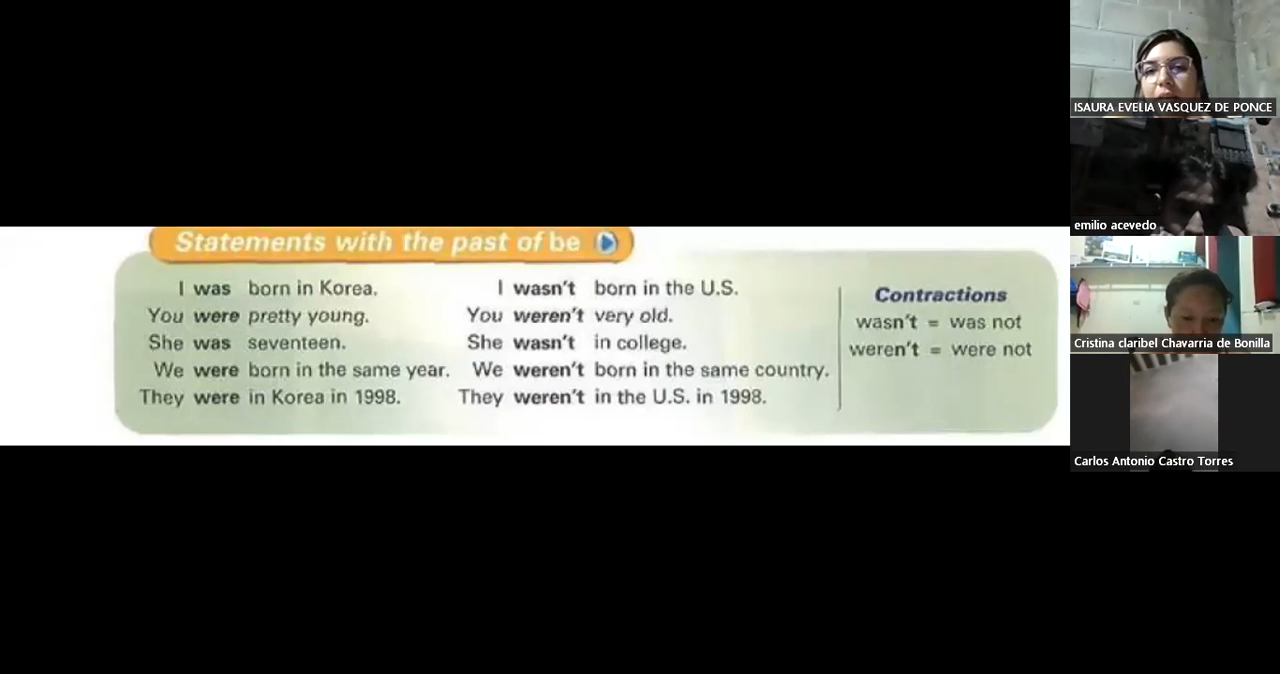 Statements with the past of be
I was born in Korea.
You were pretty young.
She was seventeen.
We were born in the same year.
They were in Korea in 1998.
I wasn't born in the U.S.
You weren't very old.
She wasn't in college.
We weren't born in the same country.
They weren't in the U.S. in 1998.
Contractions
wasn't = was not
weren't = were not
ISAURA EVELIA VASQUEZ DE PONCE
emilio acevedo
Cristina claribel Chavarria de Bonilla
Carlos Antonio Castro Torres